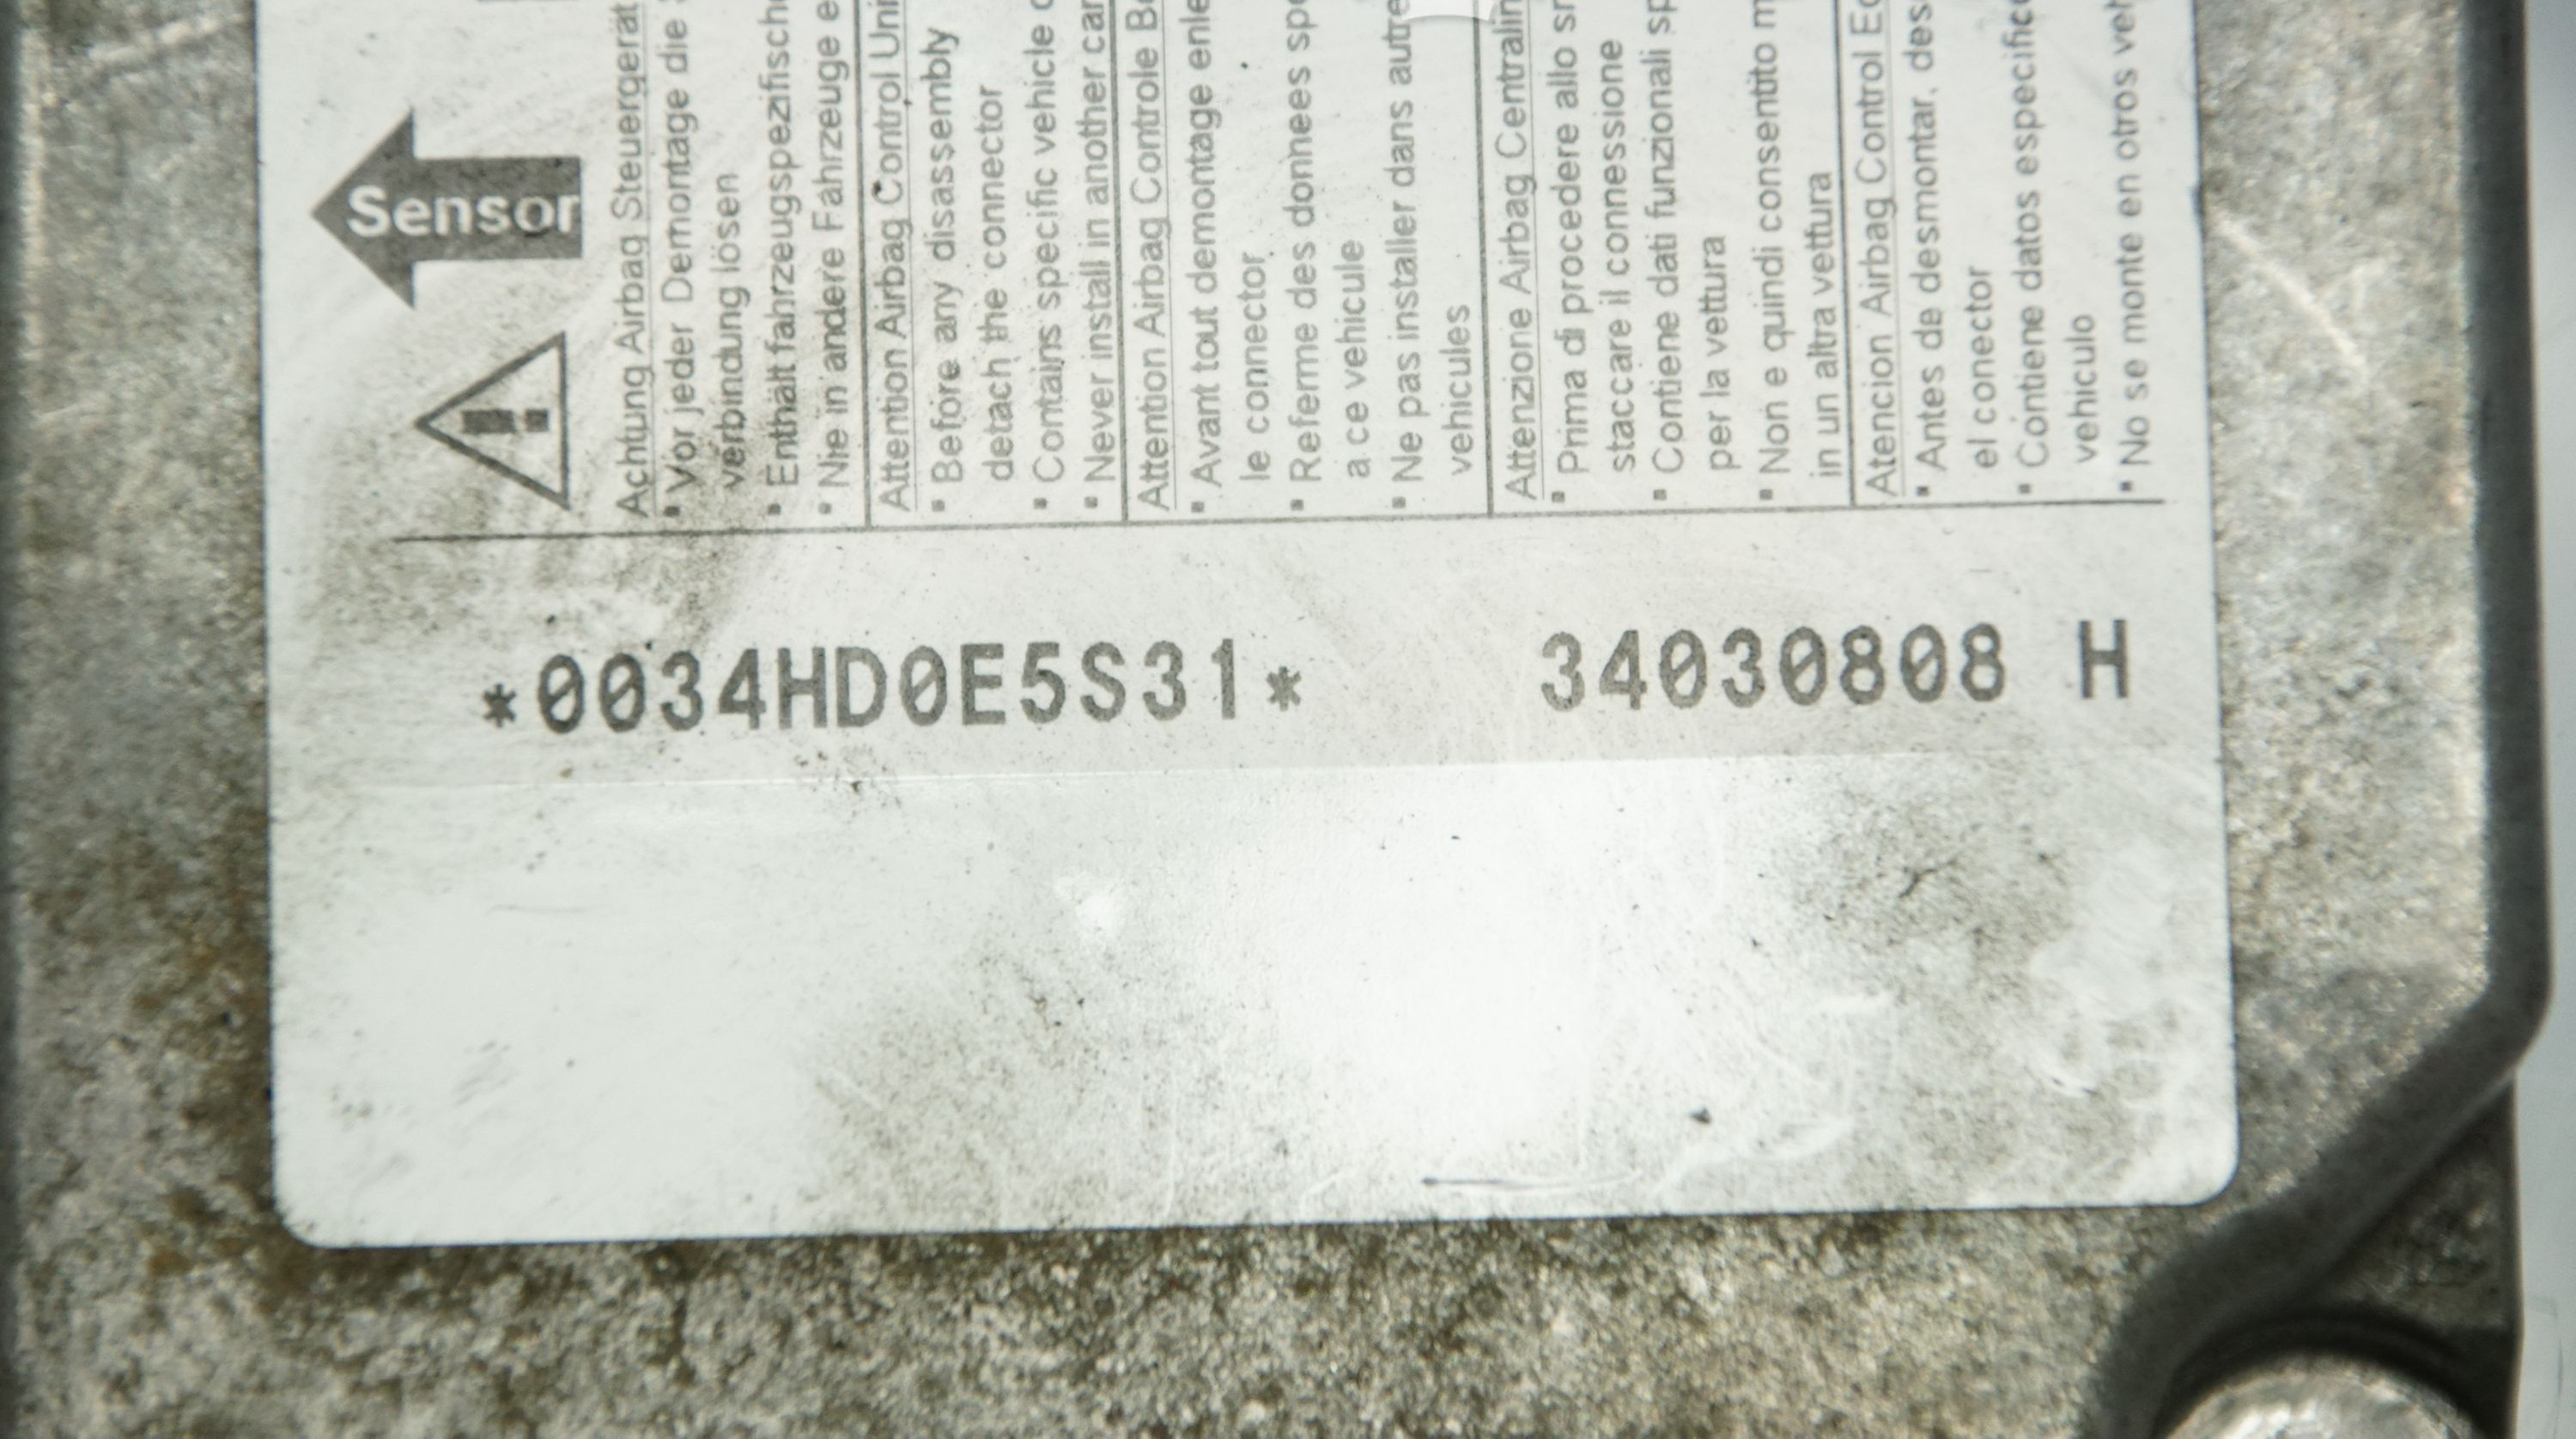 Sensor
Achtung Airbag Steuergerät
▪ Vor jeder Demontage die
verbindung lösen
▪ Enthält
▪ Nie in andere Fahrzeuge
Attention Airbag Control
▪ Before any disassembly
detach the connector
▪ Contains specific vehicle
▪ Never install in another
Attention Airbag Controle
▪ Avant tout demontage
le connector
▪ Referme des donnees
a ce vehicule
▪ Ne pas installer dans
vehicules
Attenzione Airbag
▪ Prima di procedere allo
staccare il connessione
▪ Contiene dati funzionali
per la vettura
▪ Non e quindi consentito
in un altra vettura
Atencion Airbag Control
▪ Antes de desmontar,
el conector
▪ Contiene datos
vehiculo
▪ No se monte en otros
*0034HD0E5S31* 34030808 H